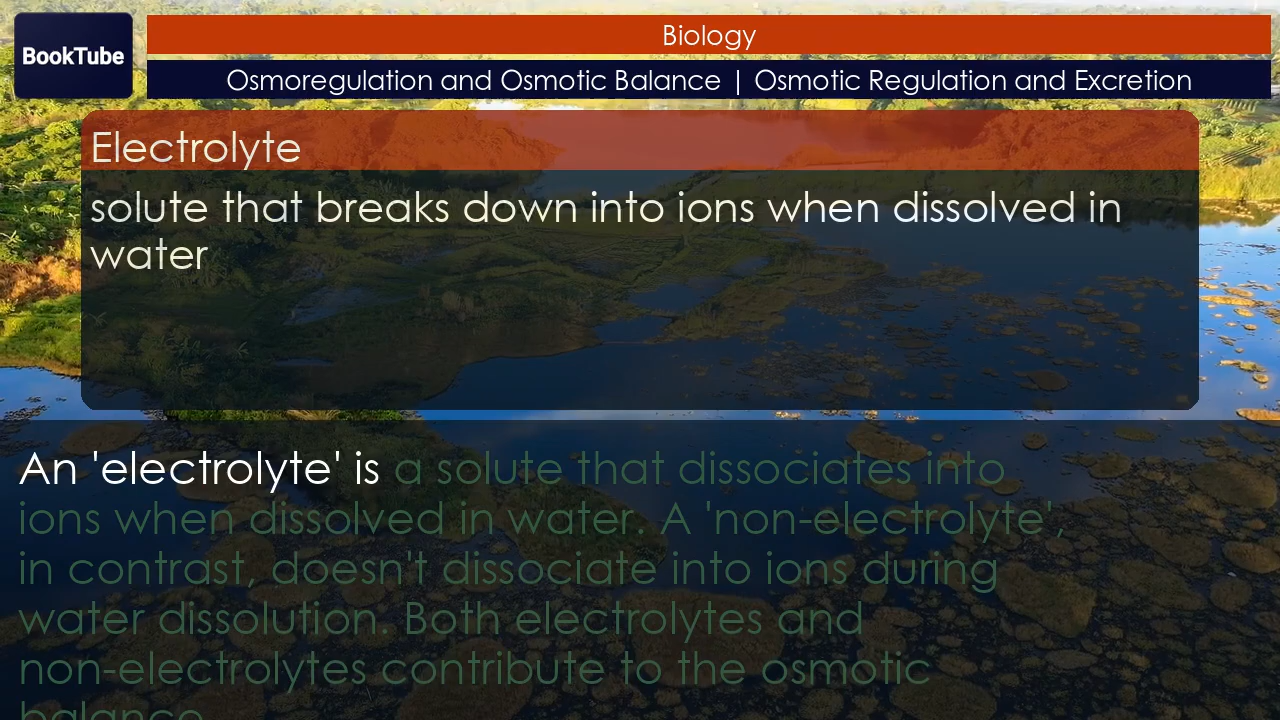 BookTube
Biology
Osmoregulation and Osmotic Balance | Osmotic Regulation and Excretion
Electrolyte
solute that breaks down into ions when dissolved in
water
An 'electrolyte' is a solute that dissociates into
ions when dissolved in water. A 'non-electrolyte',
in contrast, doesn't dissociate into ions during
water dissolution. Both electrolytes and
non-electrolytes contribute to the osmotic
balance.